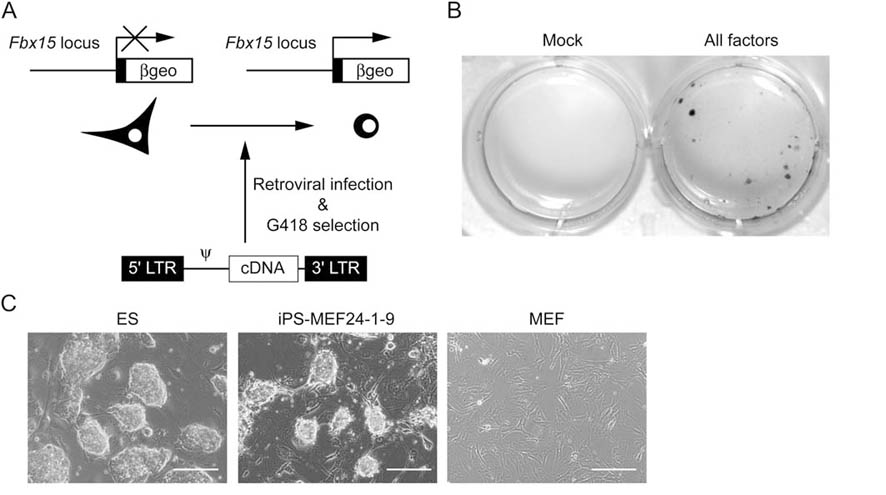 A
Fbx15 locus
βgeo
Fbx15 locus
βgeo
Retroviral infection
&
G418 selection
5' LTR
ψ
cDNA
3' LTR
B
Mock
All factors
C
ES
iPS-MEF24-1-9
MEF